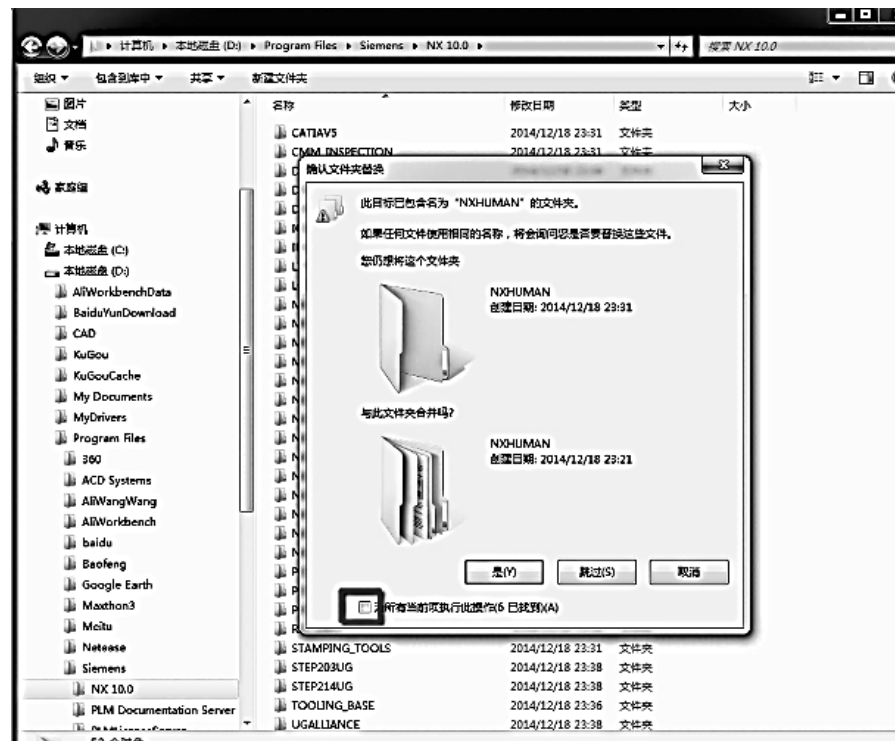 计算机 ▸ 本地磁盘 (D:) ▸ Program Files ▸ Siemens ▸ NX 10.0 ▸
搜索 NX 10.0
组织 包含到库中 共享 新建文件夹
图片
文档
音乐
家庭组
计算机
本地磁盘 (C:)
本地磁盘 (D:)
AliWorkbenchData
BaiduYunDownload
CAD
KuGou
KuGouCache
My Documents
MyDrivers
Program Files
360
ACD Systems
AliWangWang
AliWorkbench
baidu
Baofeng
Google Earth
Maxthon3
Meitu
Netease
Siemens
NX 10.0
PLM Documentation Server
名称 修改日期 类型 大小
CATIAV5 2014/12/18 23:31 文件夹
CMM_INSPECTION 2014/12/18 23:31 文件夹
确认文件夹替换
此目标已包含名为 "NXHUMAN" 的文件夹。
如果任何文件使用相同的名称，将会询问您是否要替换这些文件。
您仍想将这个文件夹
NXHUMAN
创建日期: 2014/12/18 23:31
与此文件夹合并吗?
NXHUMAN
创建日期: 2014/12/18 23:21
是(Y) 跳过(S) 取消
为所有当前项执行此操作(6 已找到)(A)
STAMPING_TOOLS 2014/12/18 23:31 文件夹
STEP203UG 2014/12/18 23:38 文件夹
STEP214UG 2014/12/18 23:38 文件夹
TOOLING_BASE 2014/12/18 23:36 文件夹
UGALLIANCE 2014/12/18 23:38 文件夹